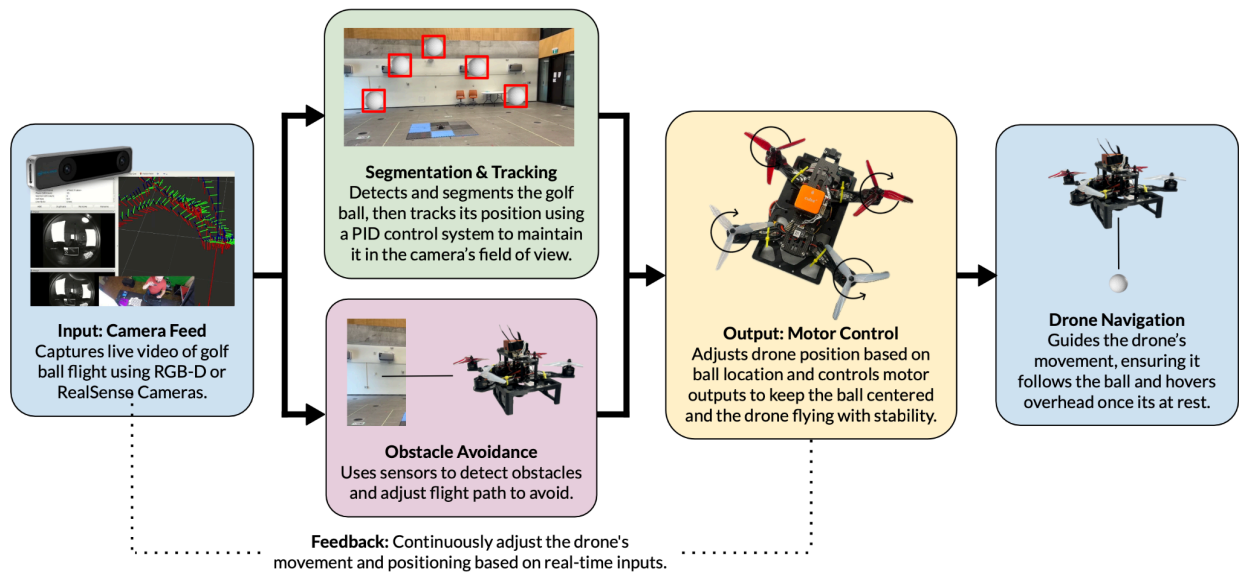 Input: Camera Feed
Captures live video of golf
ball flight using RGB-D or
RealSense Cameras.
Segmentation & Tracking
Detects and segments the golf
ball, then tracks its position using
a PID control system to maintain
it in the camera's field of view.
Obstacle Avoidance
Uses sensors to detect obstacles
and adjust flight path to avoid.
Output: Motor Control
Adjusts drone position based on
ball location and controls motor
outputs to keep the ball centered
and the drone flying with stability.
Drone Navigation
Guides the drone's
movement, ensuring it
follows the ball and hovers
overhead once its at rest.
Feedback: Continuously adjust the drone's
movement and positioning based on real-time inputs.